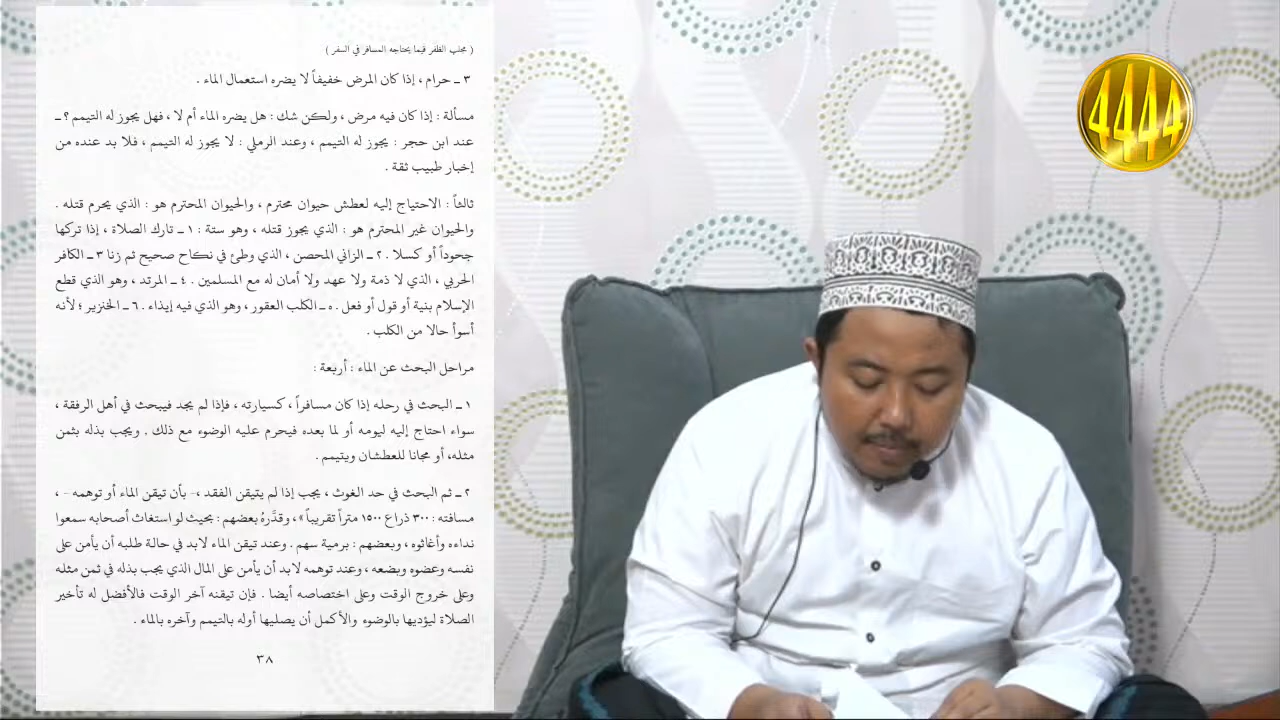 ( مجلب الظفر فيما يحتاجه المسافر في السفر )
٣ ـ حرام ، إذا كان المرض خفيفاً لا يضره استعمال الماء .
مسألة : إذا كان فيه مرض ، ولكن شك : هل يضره الماء أم لا ، فهل يجوز له التيمم ؟ ـ
عند ابن حجر : يجوز له التيمم ، وعند الرملي : لا يجوز له التيمم ، فلا بد عنده من
إخبار طبيب ثقة .
ثالثاً : الاحتياج إليه لعطش حيوان محترم ، والحيوان المحترم هو : الذي يحرم قتله .
والحيوان غير المحترم هو : الذي يجوز قتله ، وهو ستة : ١ ـ تارك الصلاة ، إذا تركها
جحوداً أو كسلا . ٢ ـ الزاني المحصن ، الذي وطئ في نكاح صحيح ثم زنا ٣ ـ الكافر
الحربي ، الذي لا ذمة ولا عهد ولا أمان له مع المسلمين . ٤ ـ المرتد ، وهو الذي قطع
الإسلام بنية أو قول أو فعل . ٥ ـ الكلب العقور ، وهو الذي فيه إيذاء . ٦ ـ الخنزير ؛ لأنه
أسوأ حالا من الكلب .
مراحل البحث عن الماء : أربعة :
١ ـ البحث في رحله إذا كان مسافراً ، كسيارته ، فإذا لم يجد فيبحث في أهل الرفقة ،
سواء احتاج إليه ليومه أو لما بعده فيحرم عليه الوضوء مع ذلك . ويجب بذله بثمن
مثله، أو مجانا للعطشان ويتيمم .
٢ ـ ثم البحث في حد الغوث ، يجب إذا لم يتيقن الفقد ،- بأن تيقن الماء أو توهمه - ،
مسافته : ٣٠٠ ذراع ١٥٠٠ متراً تقريباً » ، وقدَّرهُ بعضهم : بحيث لو استغاث أصحابه سمعوا
نداءه وأغاثوه ، وبعضهم : برمية سهم . وعند تيقن الماء لابد في حالة طلبه أن يأمن على
نفسه وعضوه وبضعه ، وعند توهمه لابد أن يأمن على المال الذي يجب بذله في ثمن مثله
وعلى خروج الوقت وعلى اختصاصه أيضا . فإن تيقنه آخر الوقت فالأفضل له تأخير
الصلاة ليؤديها بالوضوء والأكمل أن يصليها أوله بالتيمم وآخره بالماء .
٣٨
4444